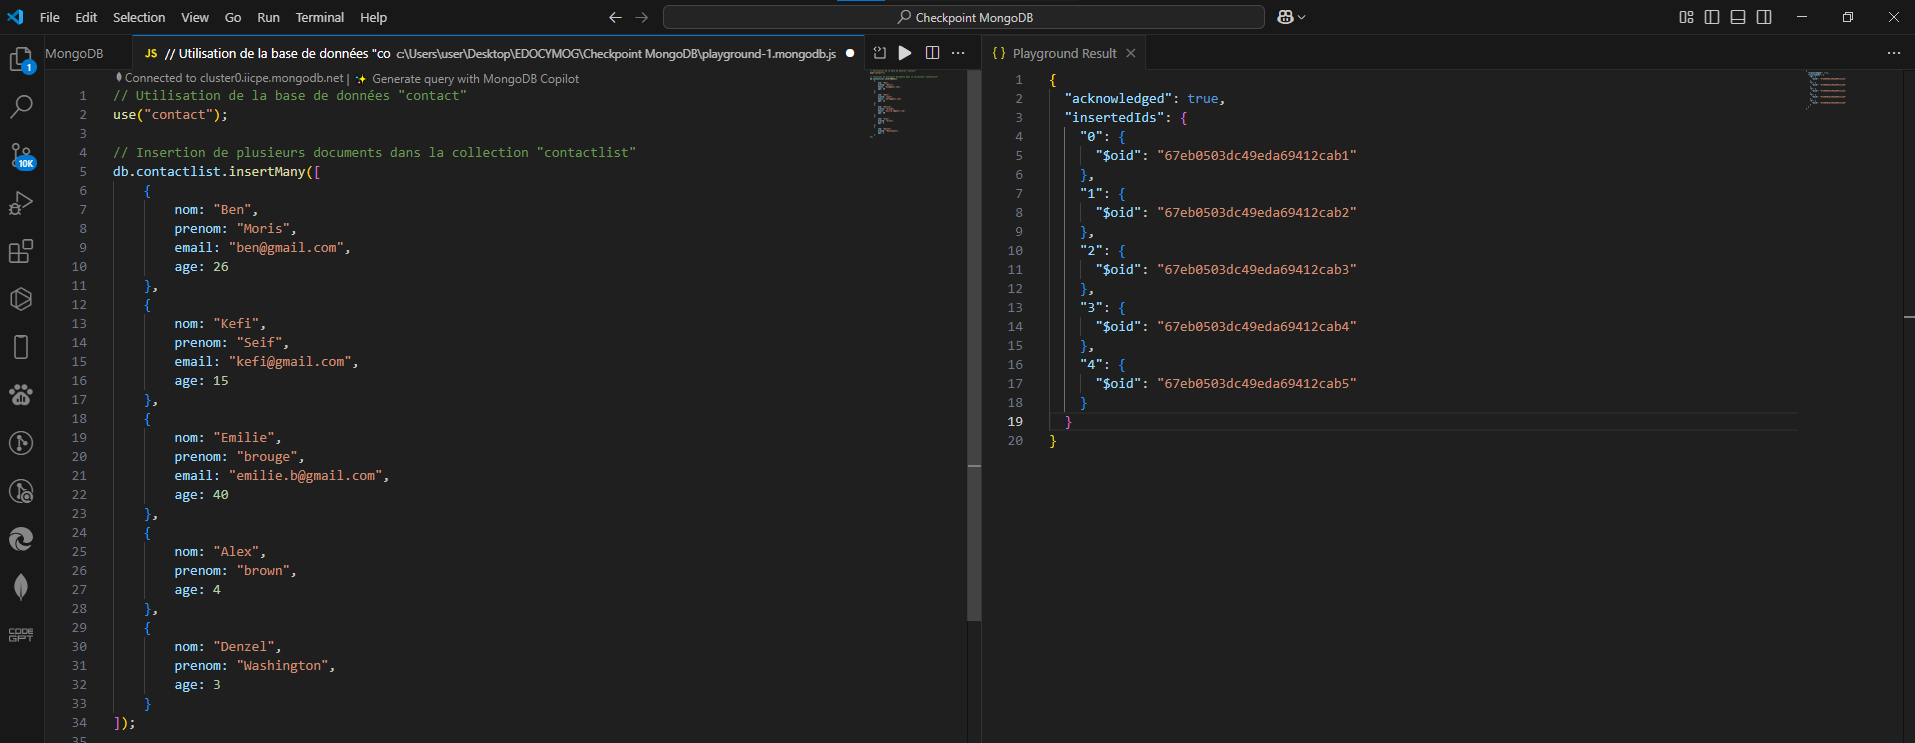 File Edit Selection View Go Run Terminal Help
Checkpoint MongoDB
MongoDB
JS // Utilisation de la base de données "co c:\Users\user\Desktop\EDOCYMOG\Checkpoint MongoDB\playground-1.mongodb.js
{ } Playground Result
1
10K
CODE
GPT
Connected to cluster0.iicpe.mongodb.net | Generate query with MongoDB Copilot
1 // Utilisation de la base de données "contact"
2 use("contact");
3
4 // Insertion de plusieurs documents dans la collection "contactlist"
5 db.contactlist.insertMany([
6 {
7 nom: "Ben",
8 prenom: "Moris",
9 email: "ben@gmail.com",
10 age: 26
11 },
12 {
13 nom: "Kefi",
14 prenom: "Seif",
15 email: "kefi@gmail.com",
16 age: 15
17 },
18 {
19 nom: "Emilie",
20 prenom: "brouge",
21 email: "emilie.b@gmail.com",
22 age: 40
23 },
24 {
25 nom: "Alex",
26 prenom: "brown",
27 age: 4
28 },
29 {
30 nom: "Denzel",
31 prenom: "Washington",
32 age: 3
33 }
34 ]);
35
1 {
2 "acknowledged": true,
3 "insertedIds": {
4 "0": {
5 "$oid": "67eb0503dc49eda69412cab1"
6 },
7 "1": {
8 "$oid": "67eb0503dc49eda69412cab2"
9 },
10 "2": {
11 "$oid": "67eb0503dc49eda69412cab3"
12 },
13 "3": {
14 "$oid": "67eb0503dc49eda69412cab4"
15 },
16 "4": {
17 "$oid": "67eb0503dc49eda69412cab5"
18 }
19 }
20 }